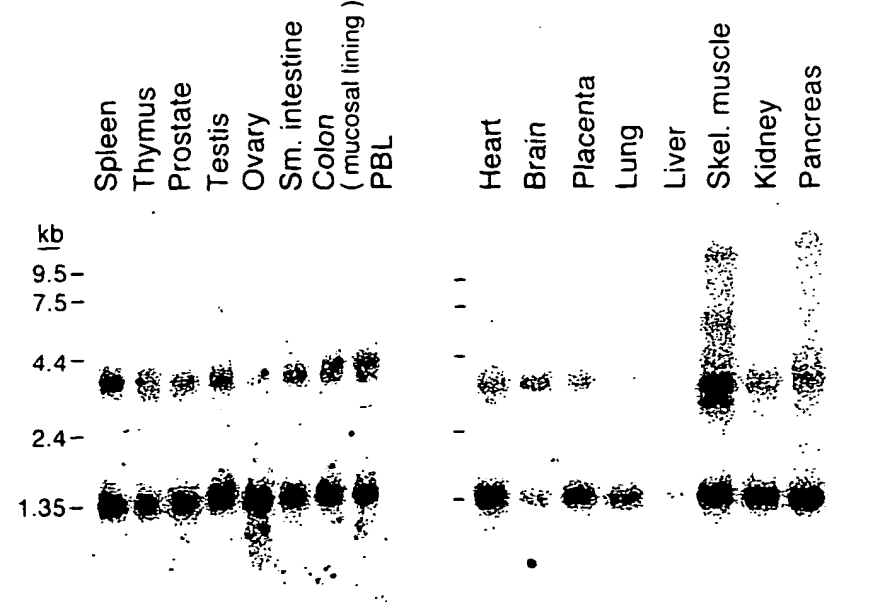 Spleen
Thymus
Prostate
Testis
Ovary
Sm. intestine
Colon
(mucosal lining)
PBL
Heart
Brain
Placenta
Lung
Liver
Skel. muscle
Kidney
Pancreas
kb
9.5-
7.5-
4.4-
2.4-
1.35-